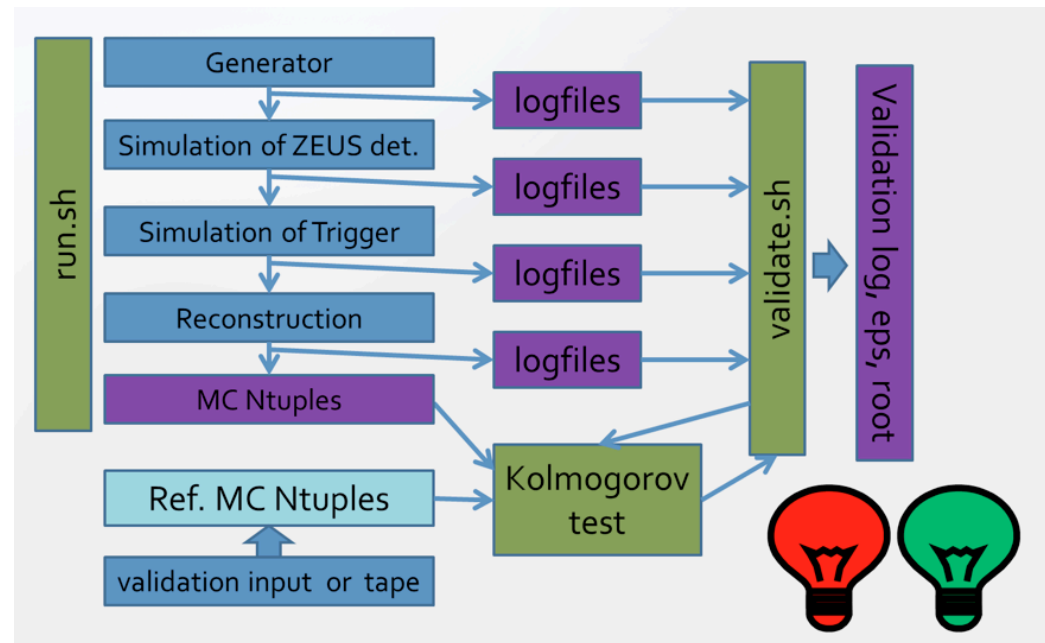 run.sh
Generator
Simulation of ZEUS det.
Simulation of Trigger
Reconstruction
MC Ntuples
Ref. MC Ntuples
validation input or tape
logfiles
logfiles
logfiles
logfiles
Kolmogorov
test
validate.sh
Validation log, eps, root